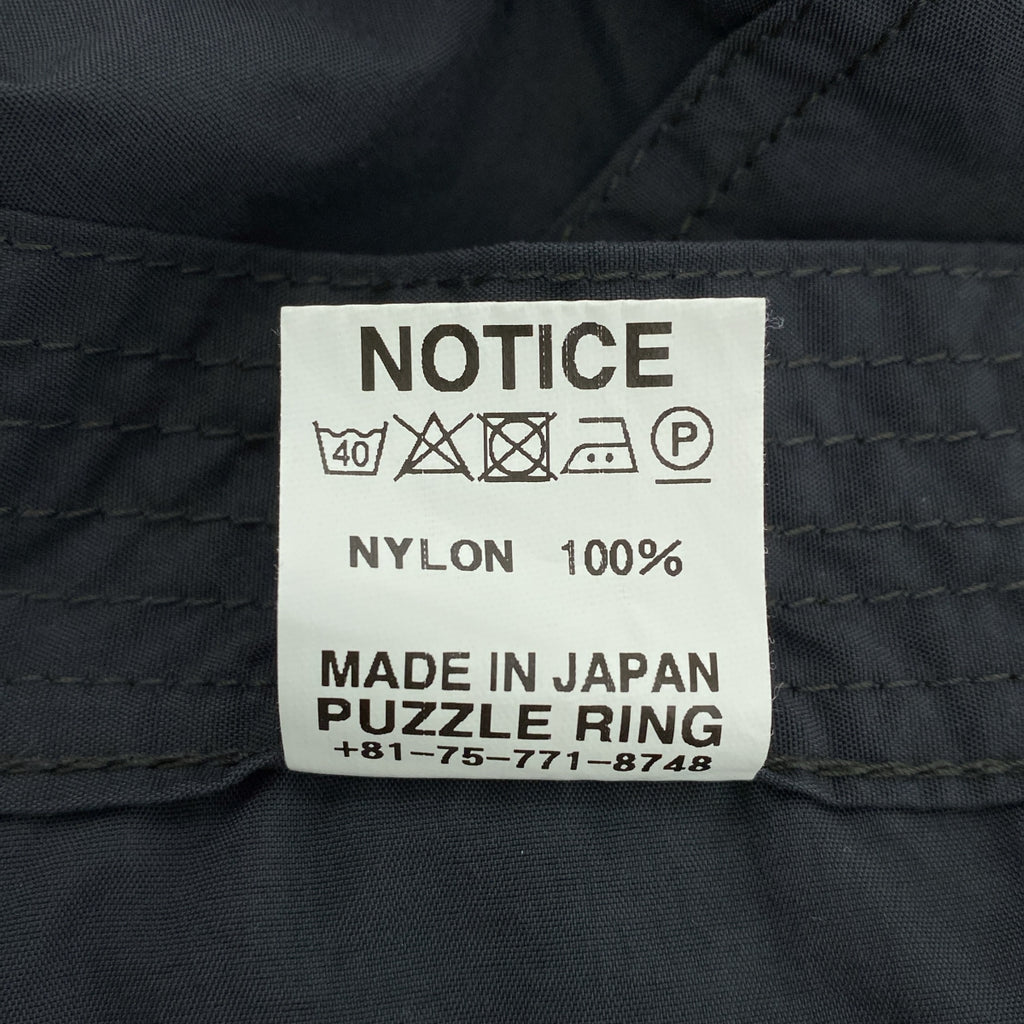 NOTICE
40 P
NYLON 100%
MADE IN JAPAN
PUZZLE RING
+81-75-771-8748